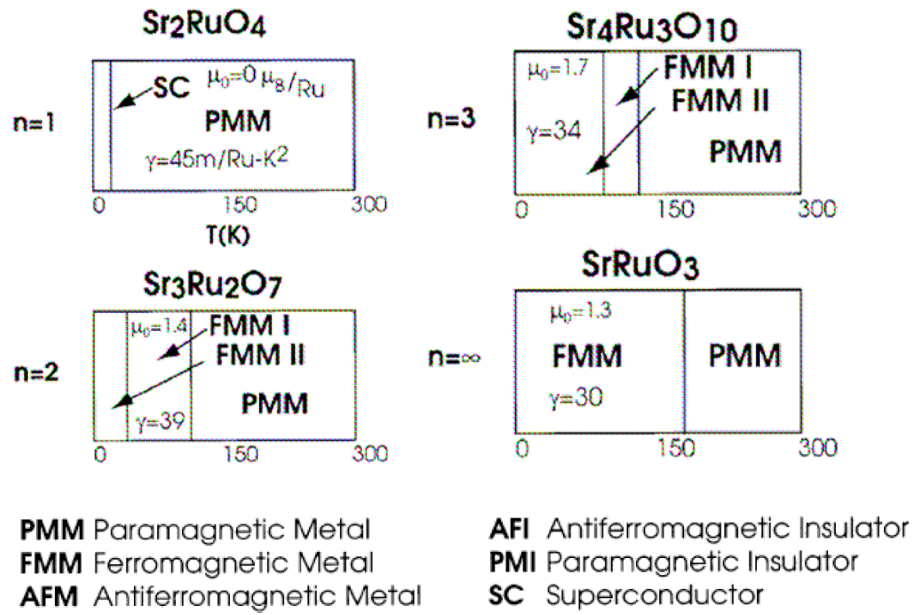 Sr2RuO4
n=1
SC
μ0=0 μB/Ru
PMM
γ=45m/Ru-K2
0 150 300
T(K)
Sr3Ru2O7
n=2
μ0=1.4
FMM I
FMM II
γ=39
PMM
0 150 300
Sr4Ru3O10
n=3
μ0=1.7
FMM I
FMM II
γ=34
PMM
0 150 300
SrRuO3
n=∞
μ0=1.3
FMM
PMM
γ=30
0 150 300
PMM Paramagnetic Metal
FMM Ferromagnetic Metal
AFM Antiferromagnetic Metal
AFI Antiferromagnetic Insulator
PMI Paramagnetic Insulator
SC Superconductor